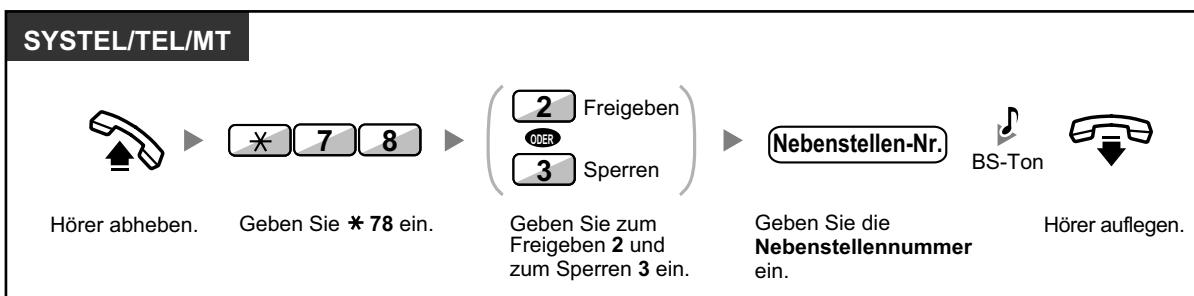 SYSTEL/TEL/MT
✱ 7 8
2 Freigeben
ODER
3 Sperren
Nebenstellen-Nr.
BS-Ton
Hörer abheben.
Geben Sie ✱ 78 ein.
Geben Sie zum
Freigeben 2 und
zum Sperren 3 ein.
Geben Sie die
Nebenstellennummer
ein.
Hörer auflegen.